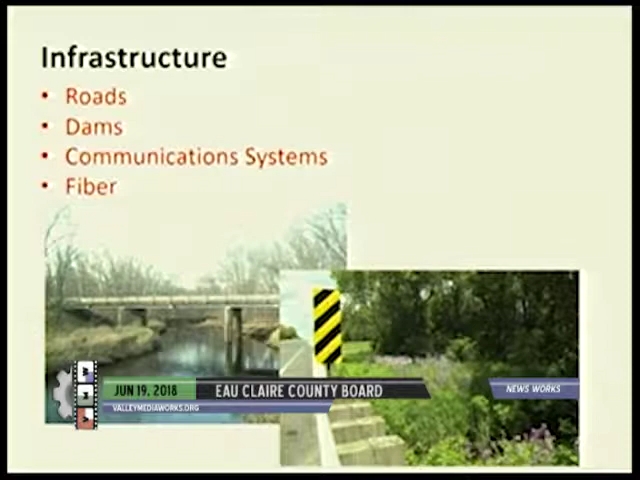 Infrastructure
• Roads
• Dams
• Communications Systems
• Fiber
JUN 19, 2018
EAU CLAIRE COUNTY BOARD
NEWS WORKS
VALLEYMEDIAWORKS.ORG